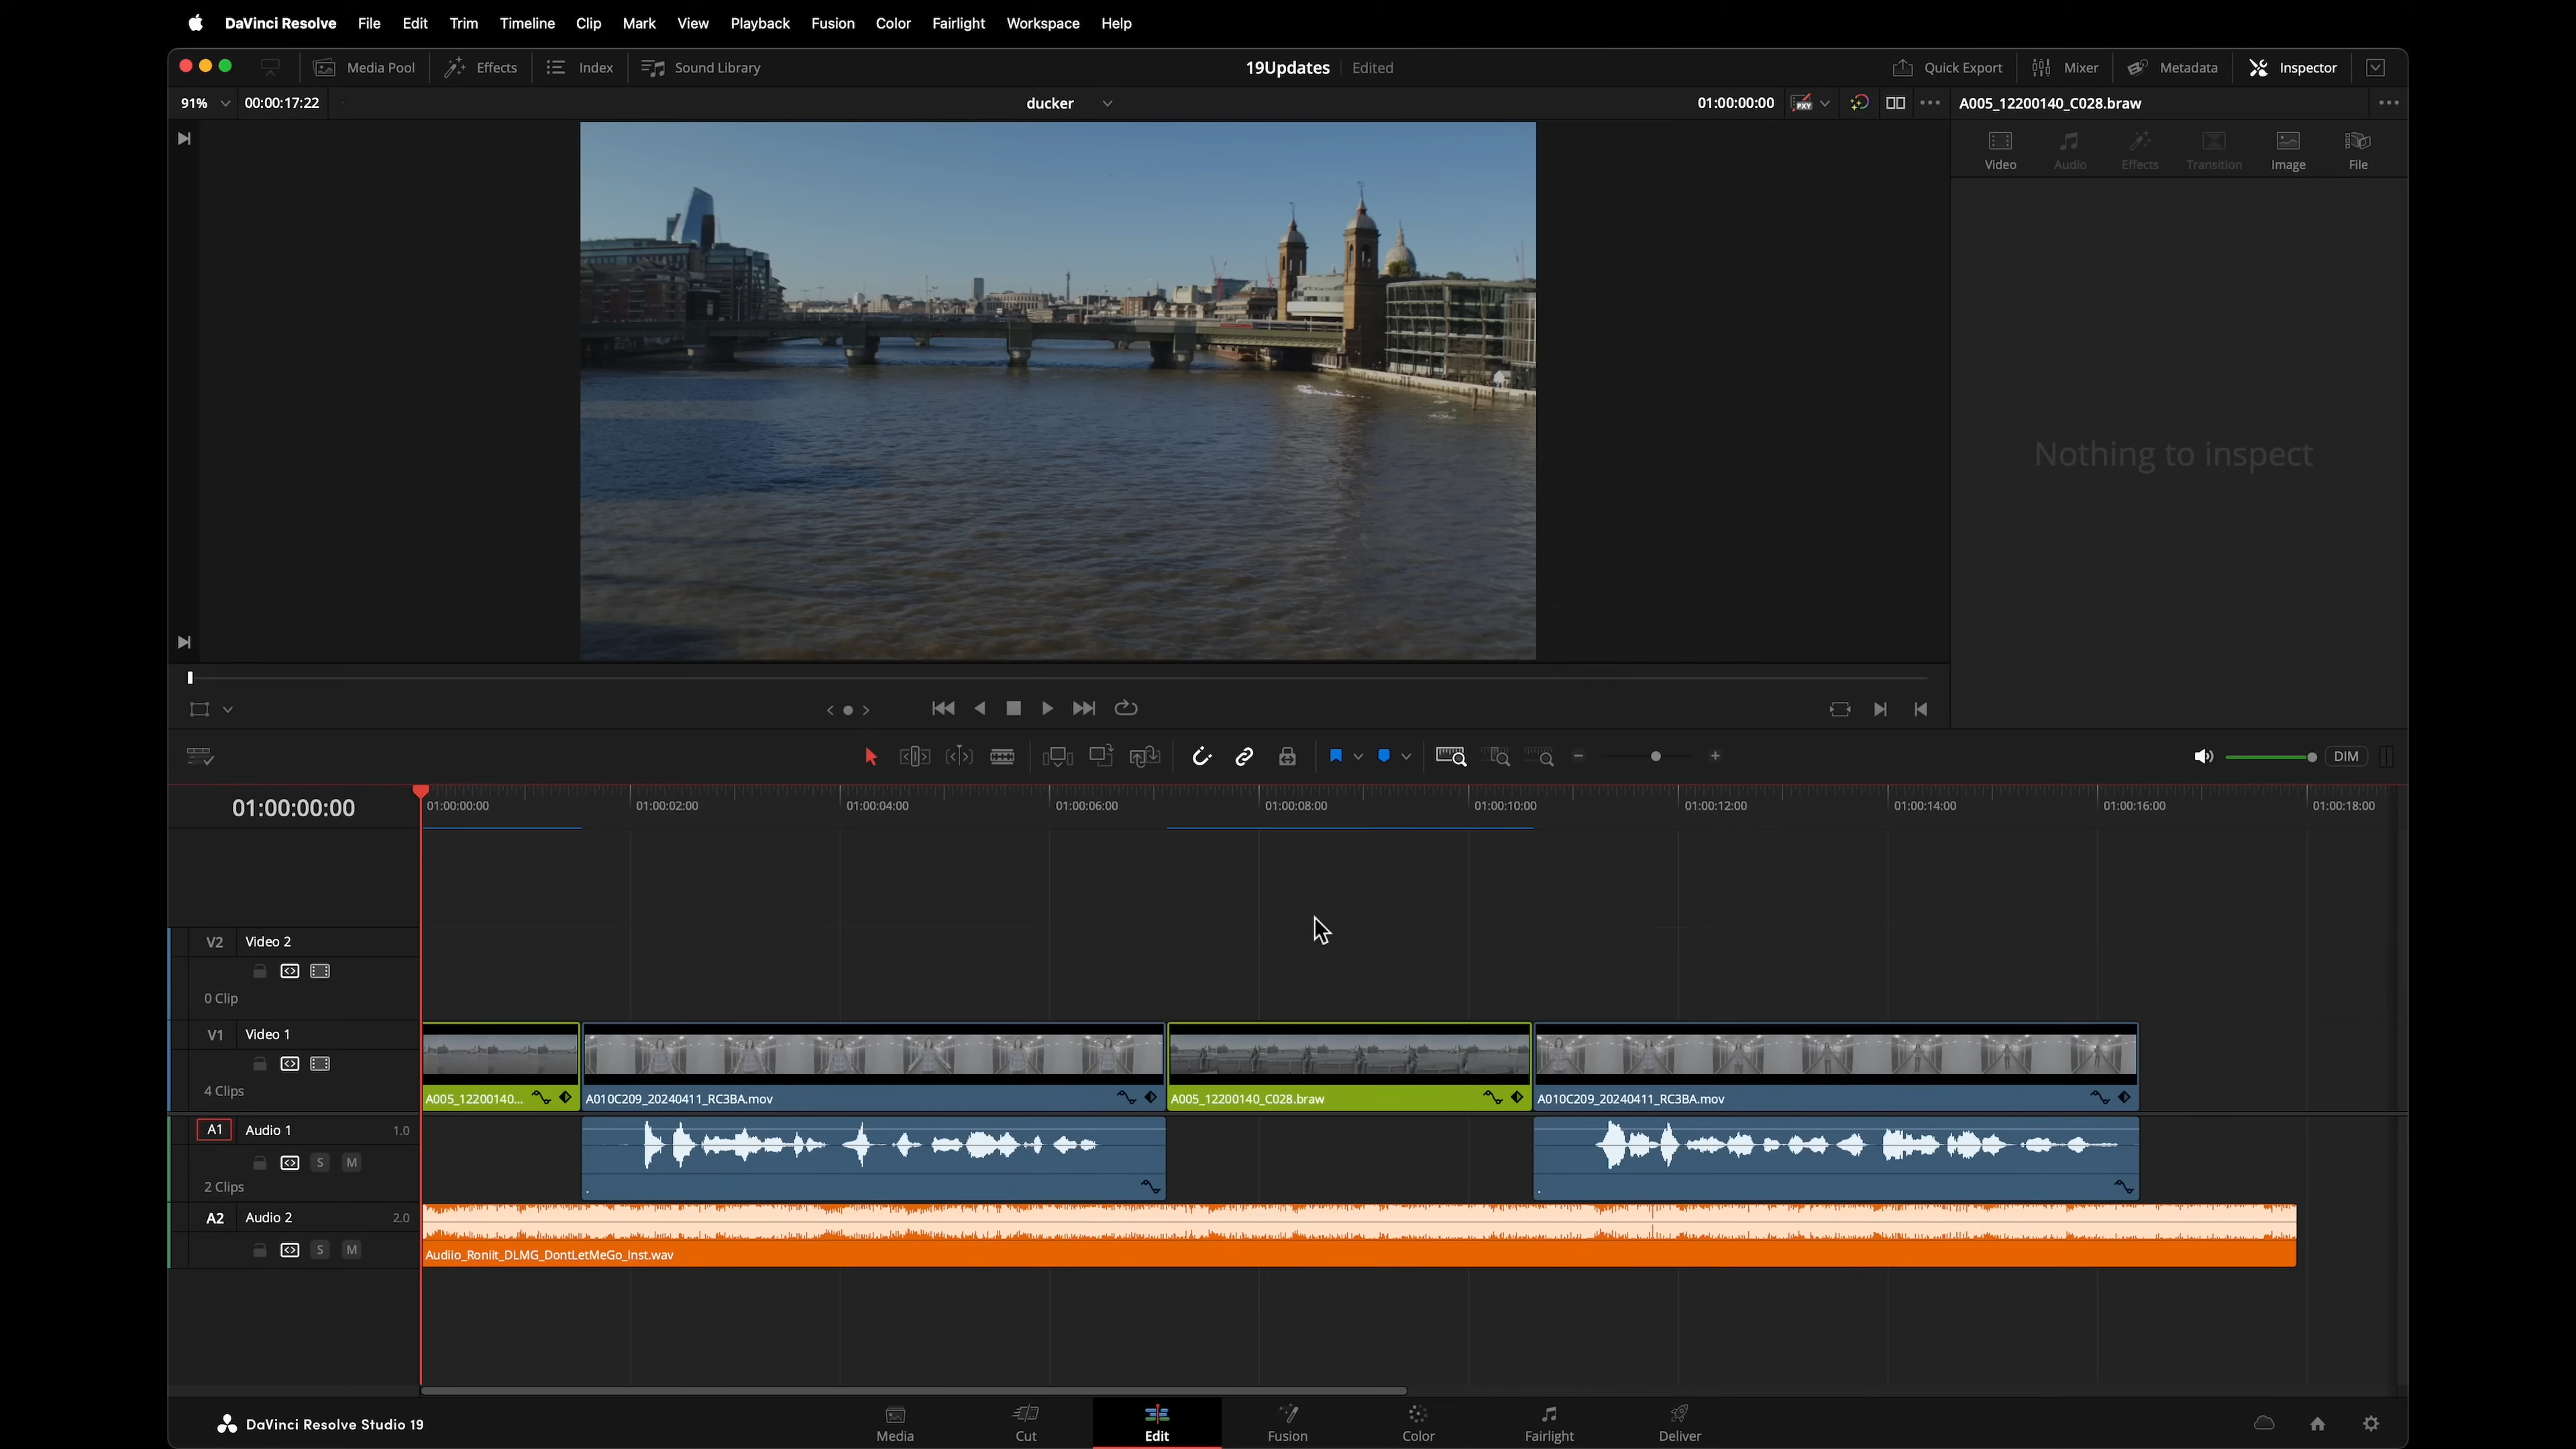 DaVinci Resolve File Edit Trim Timeline Clip Mark View Playback Fusion Color Fairlight Workspace Help
Media Pool Effects Index Sound Library 19Updates Edited Quick Export Mixer Metadata Inspector
91% 00:00:17:22 ducker 01:00:00:00 PXY A005_12200140_C028.braw
Video Audio Effects Transition Image File
Nothing to inspect
DIM
01:00:00:00 01:00:00:00 01:00:02:00 01:00:04:00 01:00:06:00 01:00:08:00 01:00:10:00 01:00:12:00 01:00:14:00 01:00:16:00 01:00:18:00
V2 Video 2
0 Clip
V1 Video 1
4 Clips
A005_12200140... A010C209_20240411_RC3BA.mov A005_12200140_C028.braw A010C209_20240411_RC3BA.mov
A1 Audio 1 1.0
S M
2 Clips
A2 Audio 2 2.0
S M
Audiio_Roniit_DLMG_DontLetMeGo_Inst.wav
DaVinci Resolve Studio 19
Media Cut Edit Fusion Color Fairlight Deliver